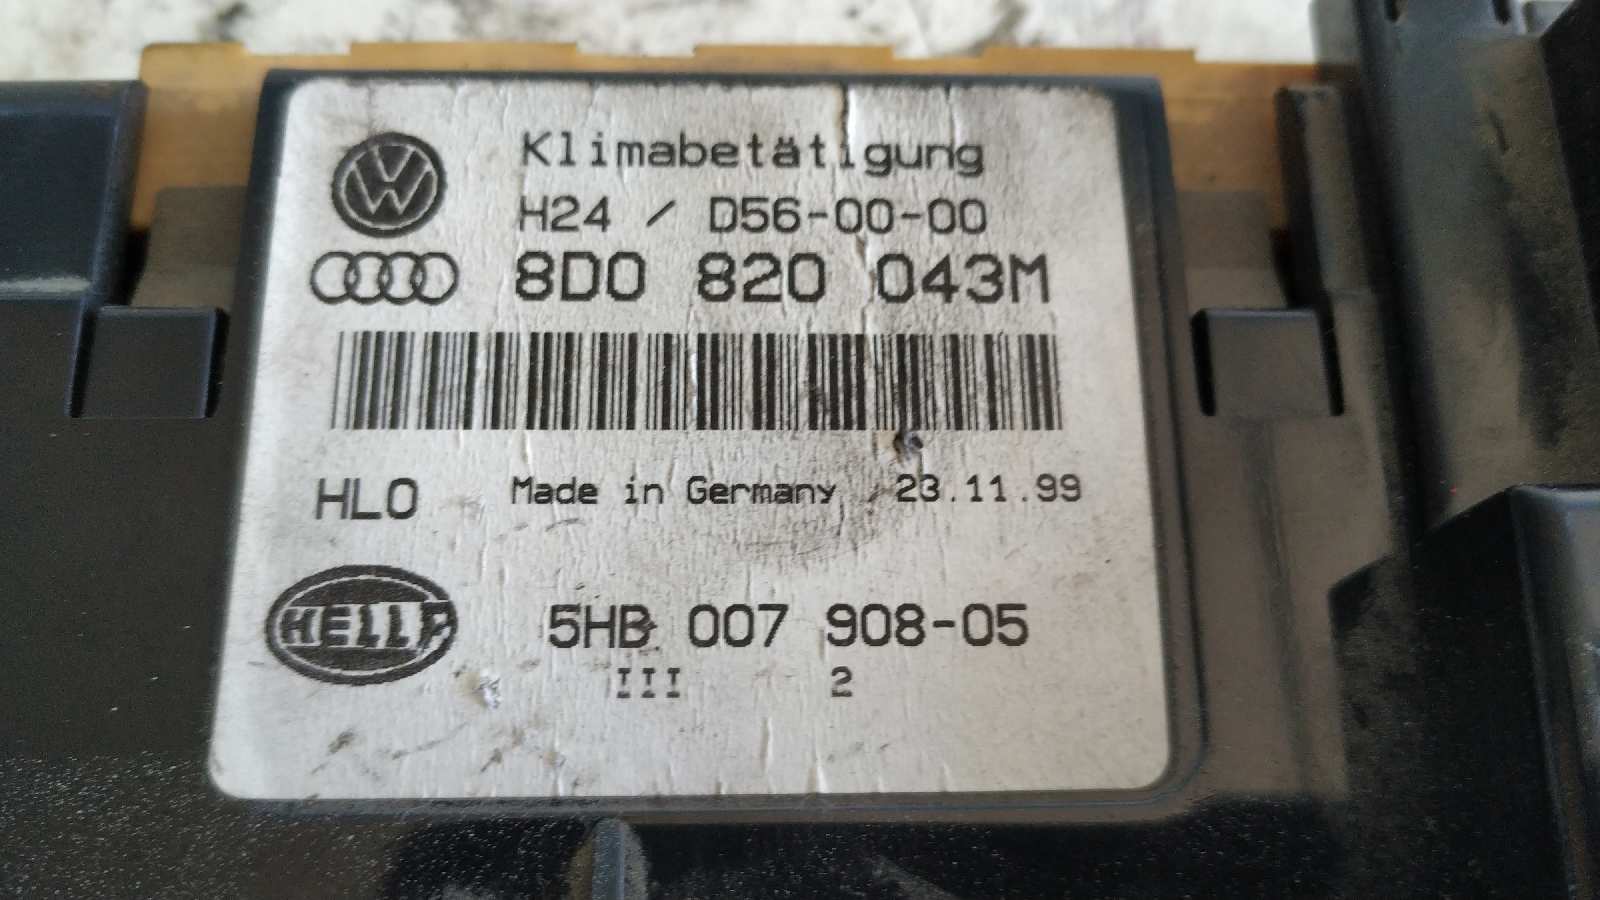 Klimabetätigung
H24 / D56-00-00
8D0 820 043M
HLO Made in Germany 23.11.99
HELLA 5HB 007 908-05
III 2